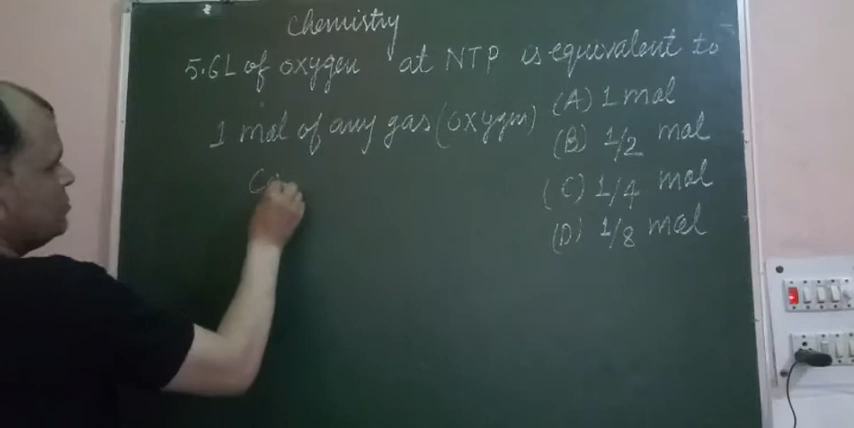 Chemistry
5.6L of oxygen at NTP is equivalent to
(A) 1 mol
1 mol of any gas (oxygen)
(B) 1/2 mol
(C) 1/4 mol
(D) 1/8 mol